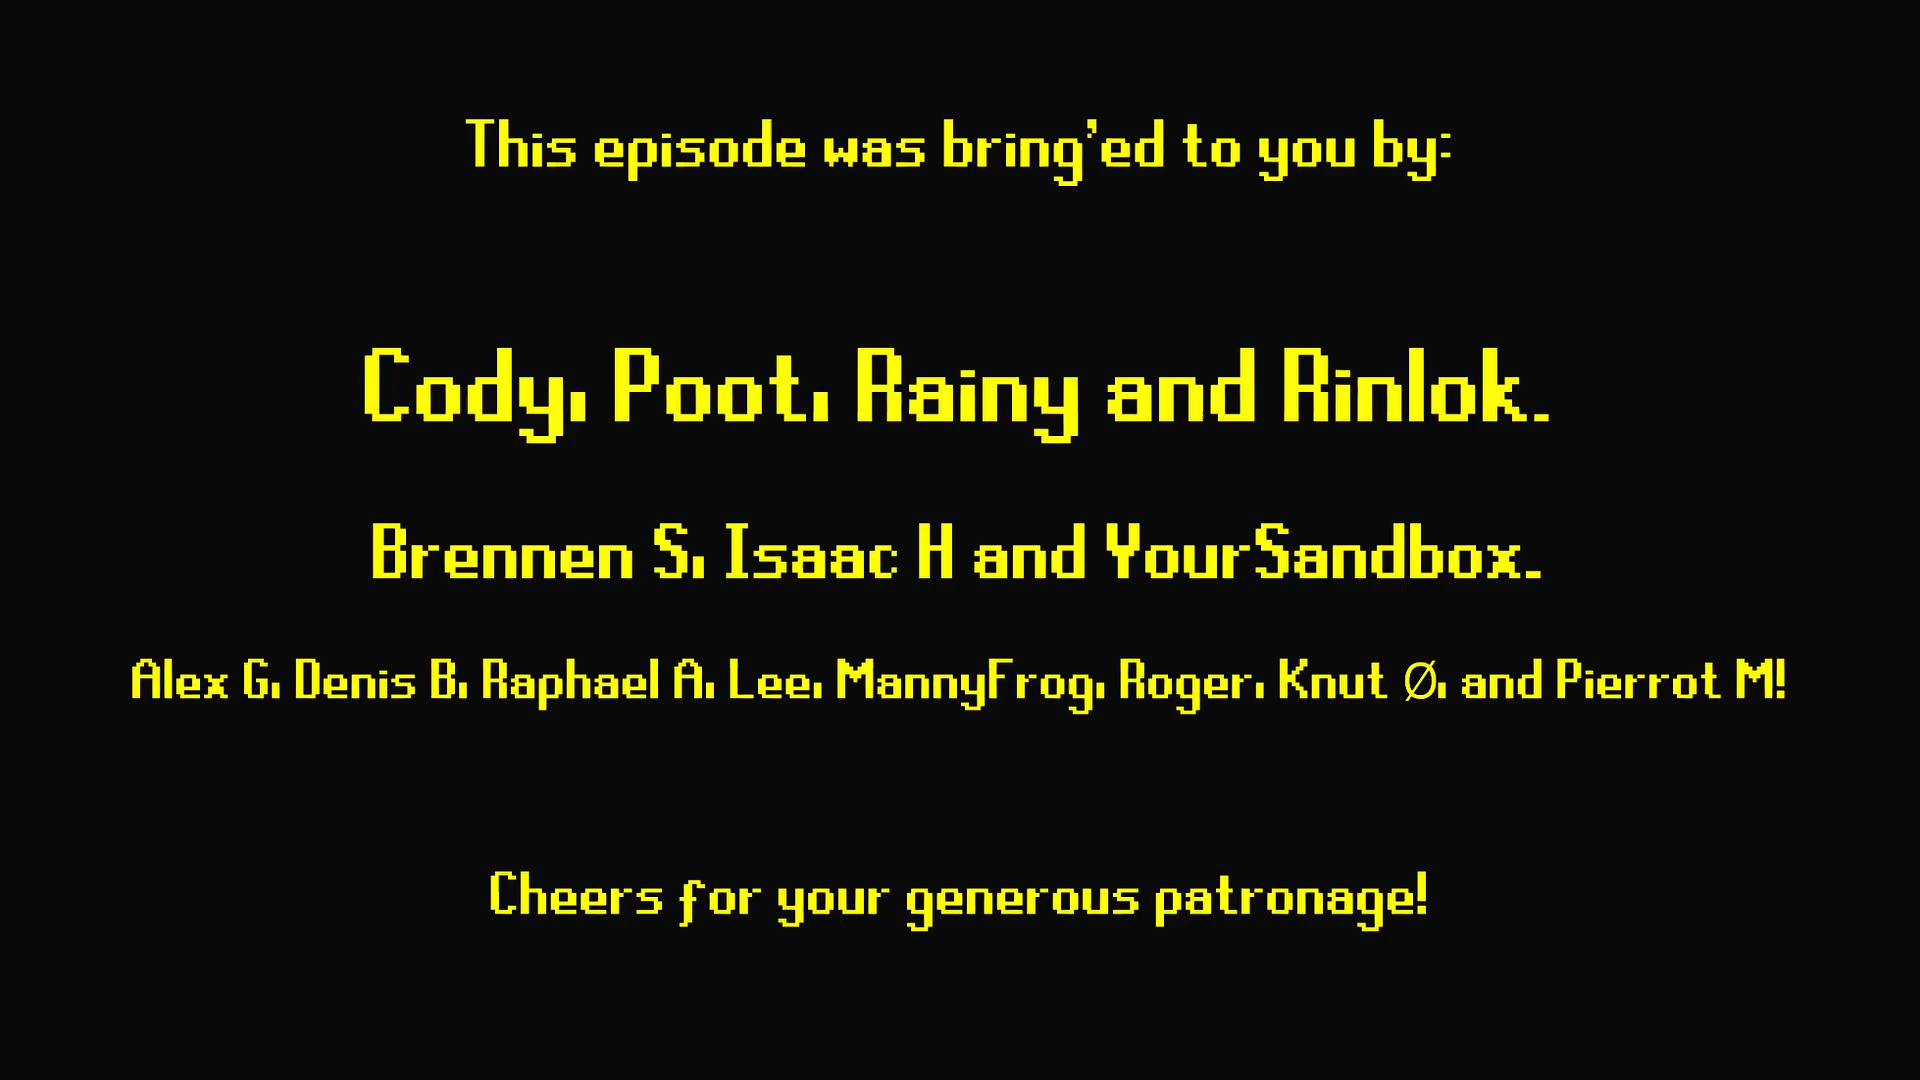 This episode was bring'ed to you by:
Cody, Poot, Rainy and Rinlok.
Brennen S, Isaac H and YourSandbox.
Alex G, Denis B, Raphael A, Lee, MannyFrog, Roger, Knut Ø, and Pierrot M!
Cheers for your generous patronage!